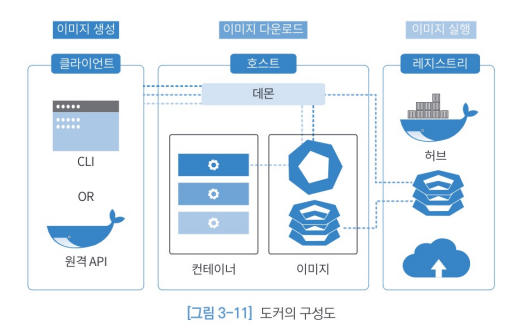 이미지 생성
이미지 다운로드
이미지 실행
클라이언트
호스트
레지스트리
데몬
CLI
OR
원격 API
컨테이너
이미지
허브
[그림 3-11] 도커의 구성도